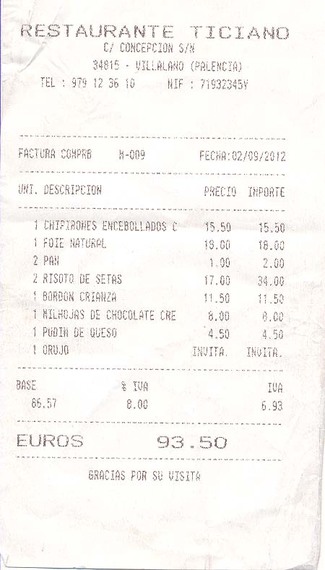 RESTAURANTE TICIANO
C/ CONCEPCION S/N
34815 - VILLALANO (PALENCIA)
TEL : 979 12 36 10 NIF : 71932345V
FACTURA COMPRB M-009 FECHA:02/09/2012
UNI. DESCRIPCION PRECIO IMPORTE
1 CHIPIRONES ENCEBOLLADOS C 15.50 15.50
1 FOIE NATURAL 18.00 18.00
2 PAN 1.00 2.00
2 RISOTO DE SETAS 17.00 34.00
1 BORDON CRIANZA 11.50 11.50
1 MILHOJAS DE CHOCOLATE CRE 8.00 8.00
1 PUDIN DE QUESO 4.50 4.50
1 ORUJO INVITA. INVITA.
BASE % IVA IVA
86.57 8.00 6.93
EUROS 93.50
GRACIAS POR SU VISITA